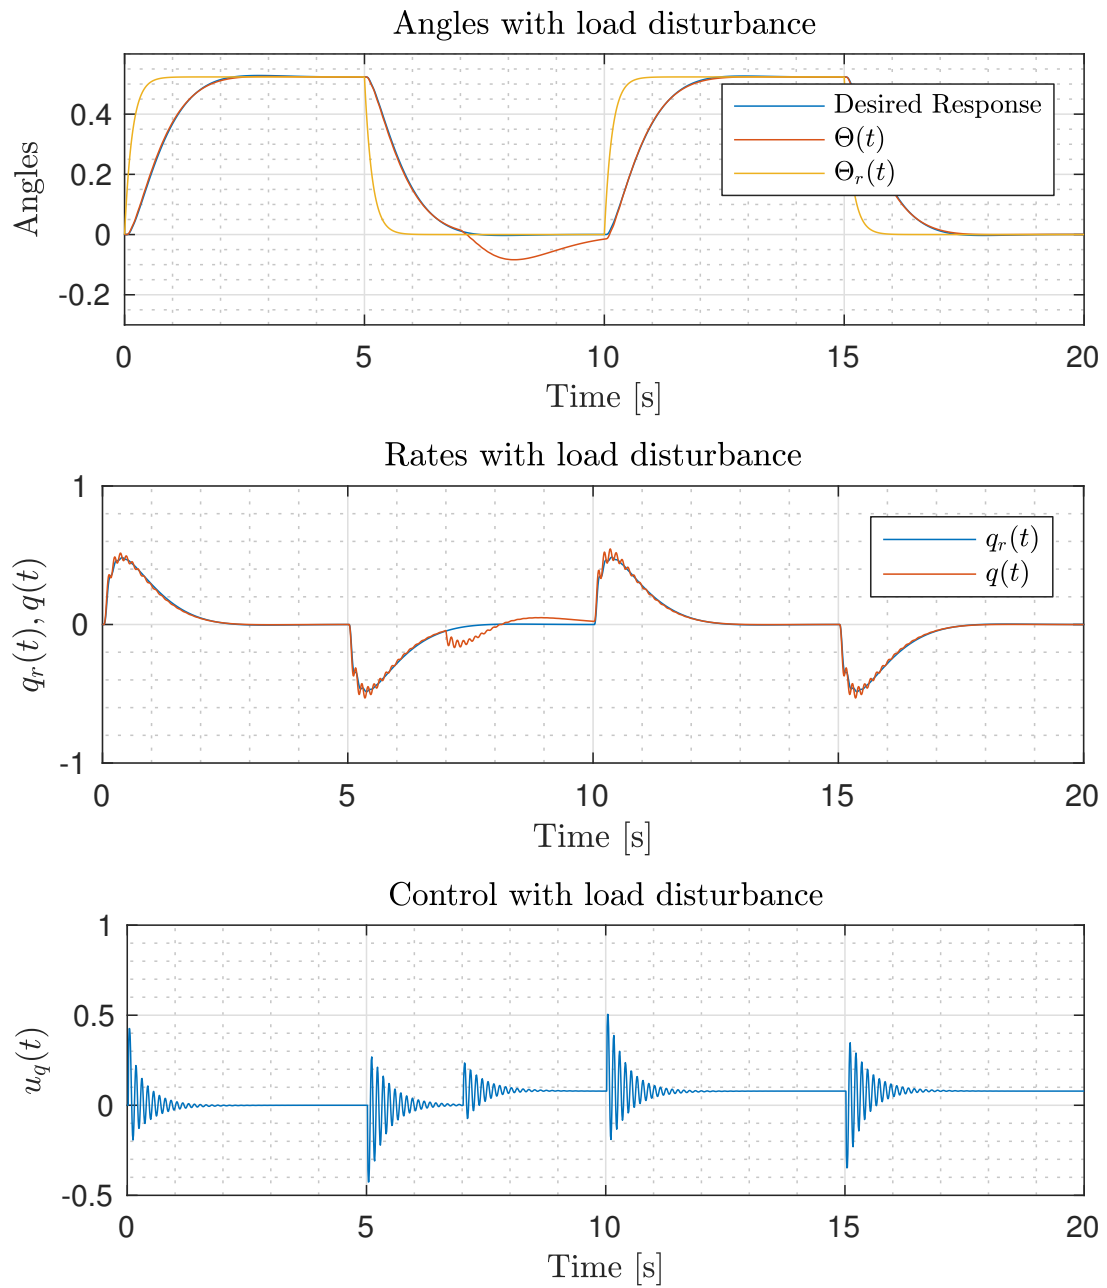 Angles with load disturbance
Angles
0.4
0.2
0
-0.2
Desired Response
Θ(t)
Θ_r(t)
0 5 10 15 20
Time [s]
Rates with load disturbance
q_r(t), q(t)
1
0
-1
q_r(t)
q(t)
0 5 10 15 20
Time [s]
Control with load disturbance
u_q(t)
1
0.5
0
-0.5
0 5 10 15 20
Time [s]